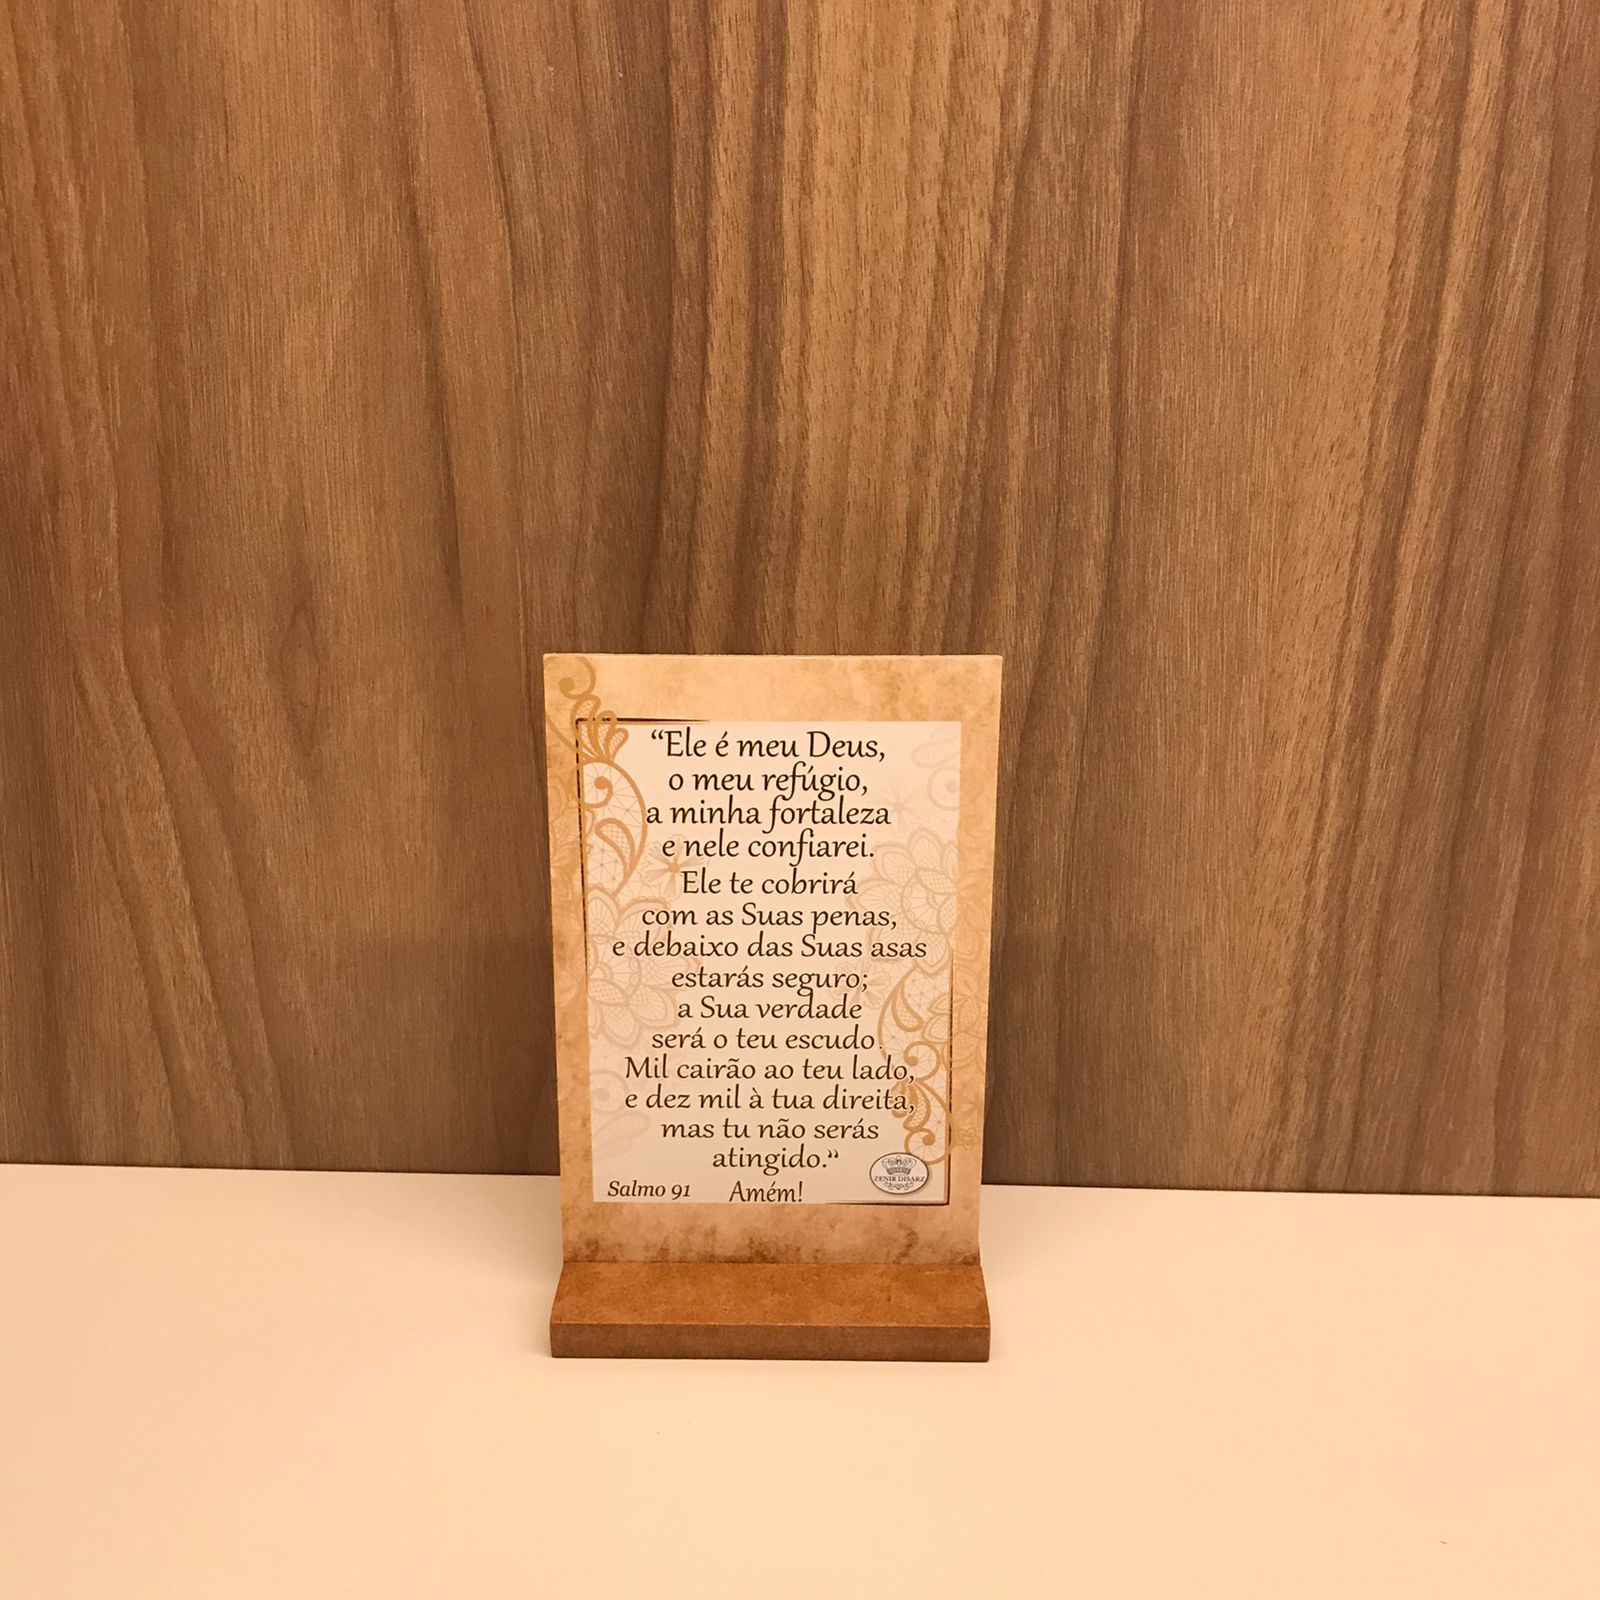 “Ele é meu Deus,
o meu refúgio,
a minha fortaleza
e nele confiarei.
Ele te cobrirá
com as Suas penas,
e debaixo das Suas asas
estarás seguro;
a Sua verdade
será o teu escudo.
Mil cairão ao teu lado,
e dez mil à tua direita,
mas tu não serás
atingido.”
Salmo 91 Amém!
ZENIR DISARZ